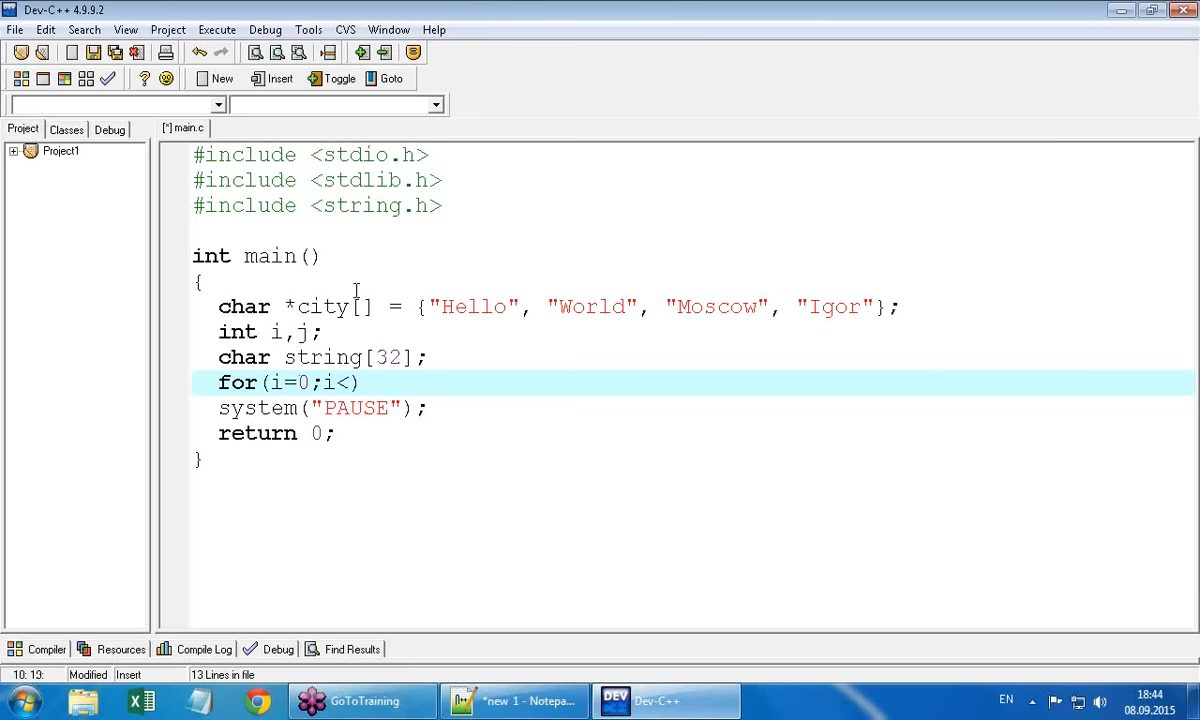 Dev-C++ 4.9.9.2
File Edit Search View Project Execute Debug Tools CVS Window Help
New Insert Toggle Goto
Project Classes Debug [*] main.c
Project1
#include <stdio.h>
#include <stdlib.h>
#include <string.h>
int main()
{
char *city[] = {"Hello", "World", "Moscow", "Igor"};
int i,j;
char string[32];
for(i=0;i<)
system("PAUSE");
return 0;
}
Compiler Resources Compile Log Debug Find Results
10: 19: Modified Insert 13 Lines in file
GoToTraining *new 1 - Notepa... DEV Dev-C++ EN 18:44
08.09.2015